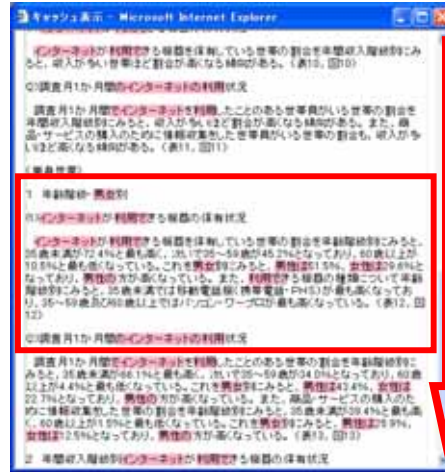 キャッシュ表示 - Microsoft Internet Explorer
インターネットが利用できる機器を保有している世帯の割合を年間収入階級別にみ
ると、収入が多い世帯ほど割合が高くなる傾向がある。(表10、図10)
(2)調査月1か月間のインターネットの利用状況
調査月1か月間でインターネットを利用したことのある世帯員がいる世帯の割合を
年間収入階級別にみると、収入が多いほど割合が高くなる傾向がある。また、商
品・サービスの購入のために情報収集をした世帯員がいる世帯の割合も、収入が多
いほど高くなる傾向がある。(表11、図11)
(単身世帯)
1 年齢階級・男女別
(1)インターネットが利用できる機器の保有状況
インターネットが利用できる機器を保有している世帯の割合を年齢階級別にみると、
35歳未満が72.4%と最も高く、次いで35~59歳が45.2%となっており、60歳以上が
10.5%と最も低くなっている。これを男女別にみると、男性は51.5%、女性は29.6%と
なっており、男性の方が高くなっている。また、利用できる機器の種類について年齢
階級別にみると、35歳未満では移動電話機(携帯電話・PHS)が最も高くなってお
り、35~59歳及び60歳以上ではパソコン・ワープロが最も高くなっている。(表12、図
12)
(2)調査月1か月間のインターネットの利用状況
調査月1か月間でインターネットを利用したことのある世帯の割合を年齢階級別に
みると、35歳未満が66.1%と最も高く、次いで35~59歳が34.0%となっており、60歳
以上が4.4%と最も低くなっている。これを男女別にみると、男性は43.4%、女性は
22.7%となっており、男性の方が高くなっている。また、商品・サービスの購入のた
めに情報収集をした世帯の割合を年齢階級別にみると、35歳未満が39.4%と最も高
く、60歳以上が1.5%と最も低くなっている。これを男女別にみると、男性は
女性は12.5%となっており、男性の方が高くなっている。(表13、図13)
2 年間収入階級別インターネットが利用できる機器の保有状況